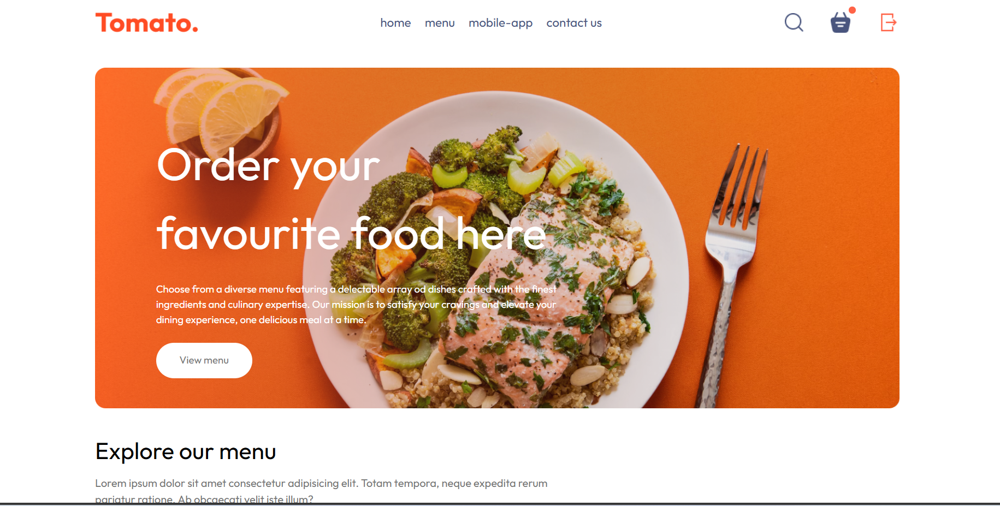 Tomato.
home menu mobile-app contact us
Order your
favourite food here
Choose from a diverse menu featuring a delectable array od dishes crafted with the finest
ingredients and culinary expertise. Our mission is to satisfy your cravings and elevate your
dining experience, one delicious meal at a time.
View menu
Explore our menu
Lorem ipsum dolor sit amet consectetur adipisicing elit. Totam tempora, neque expedita rerum
pariatur ratione. Ab obcaecati velit iste illum?